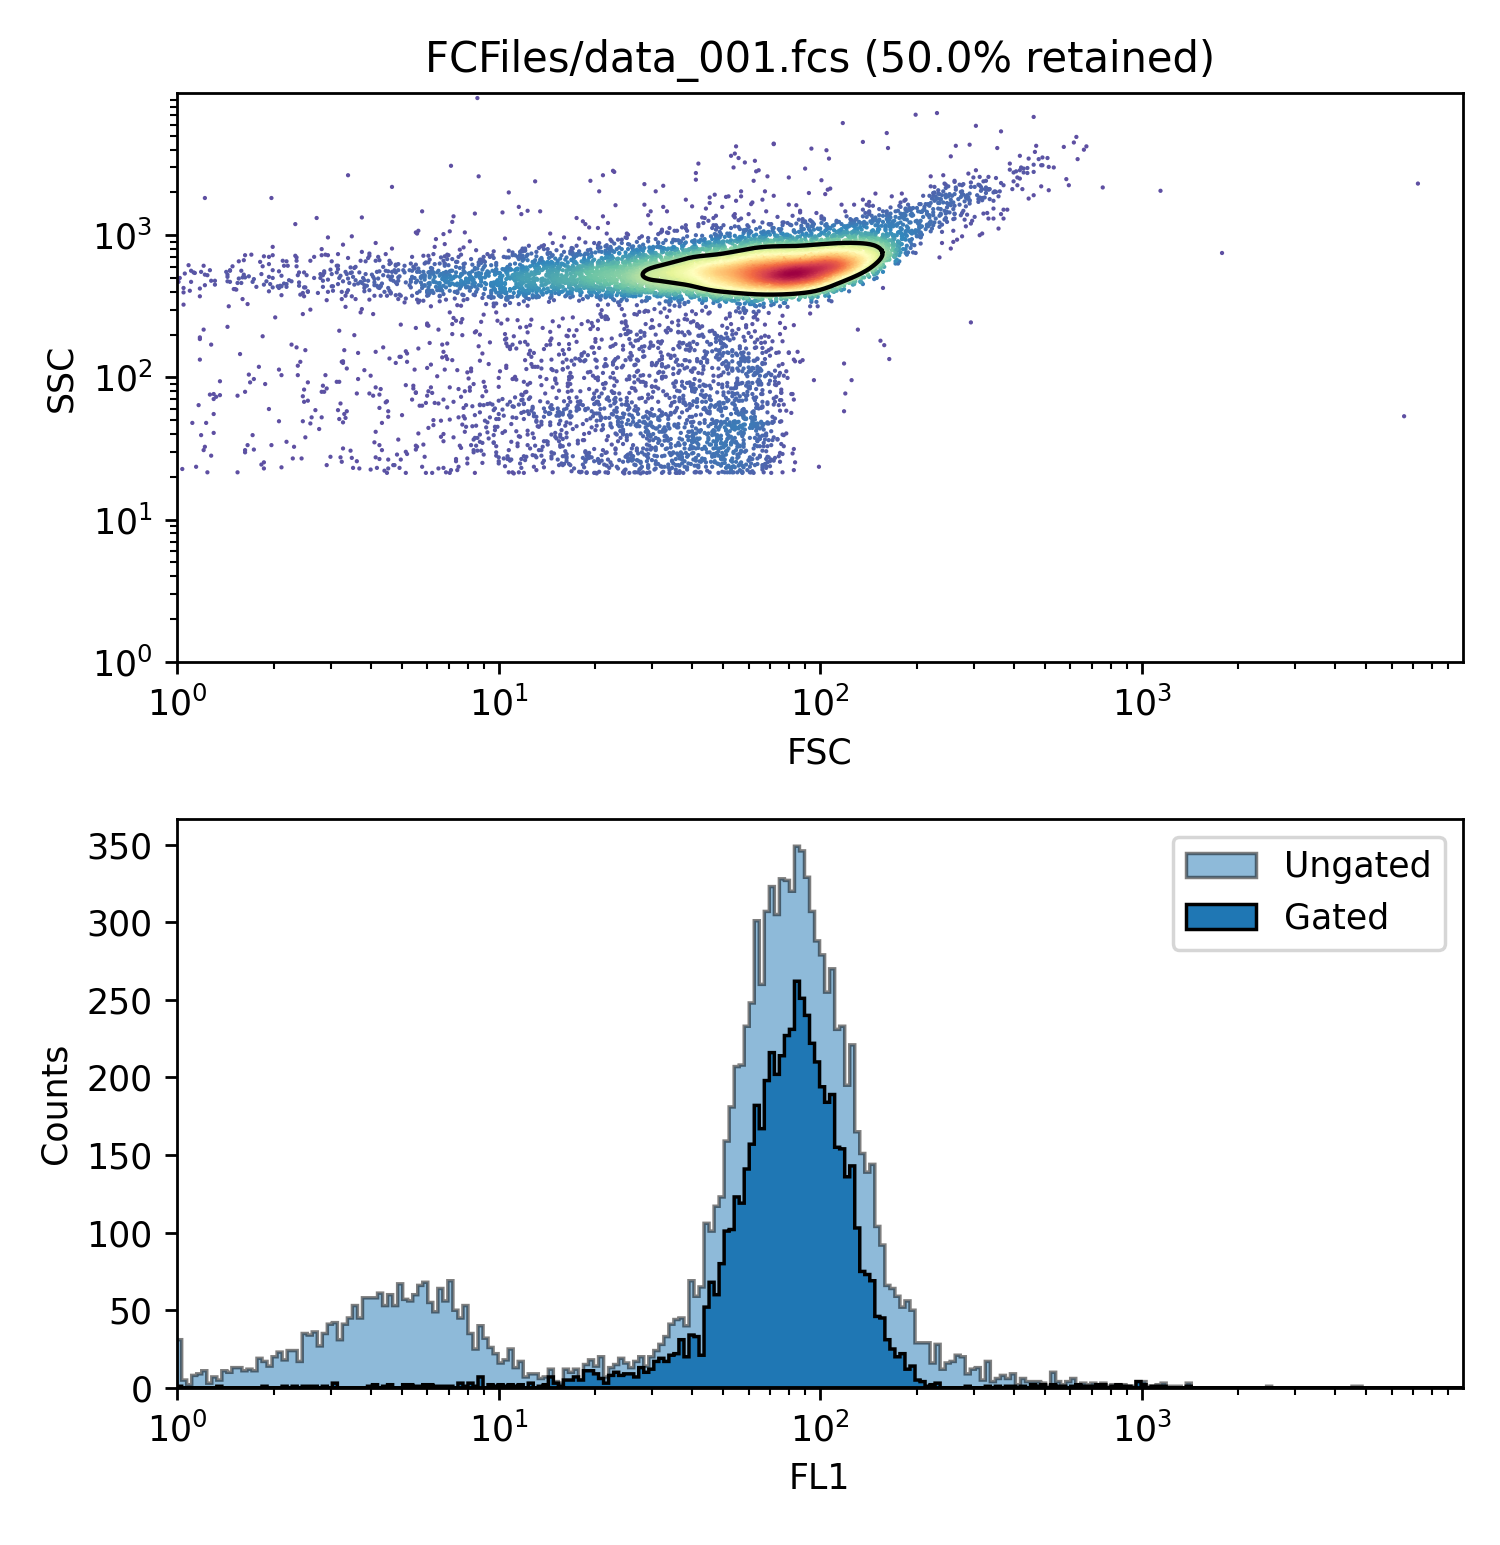 FCFiles/data_001.fcs (50.0% retained)
SSC
10³
10²
10¹
10⁰
10⁰ 10¹ 10² 10³
FSC
Counts
350
300
250
200
150
100
50
0
Ungated
Gated
10⁰ 10¹ 10² 10³
FL1